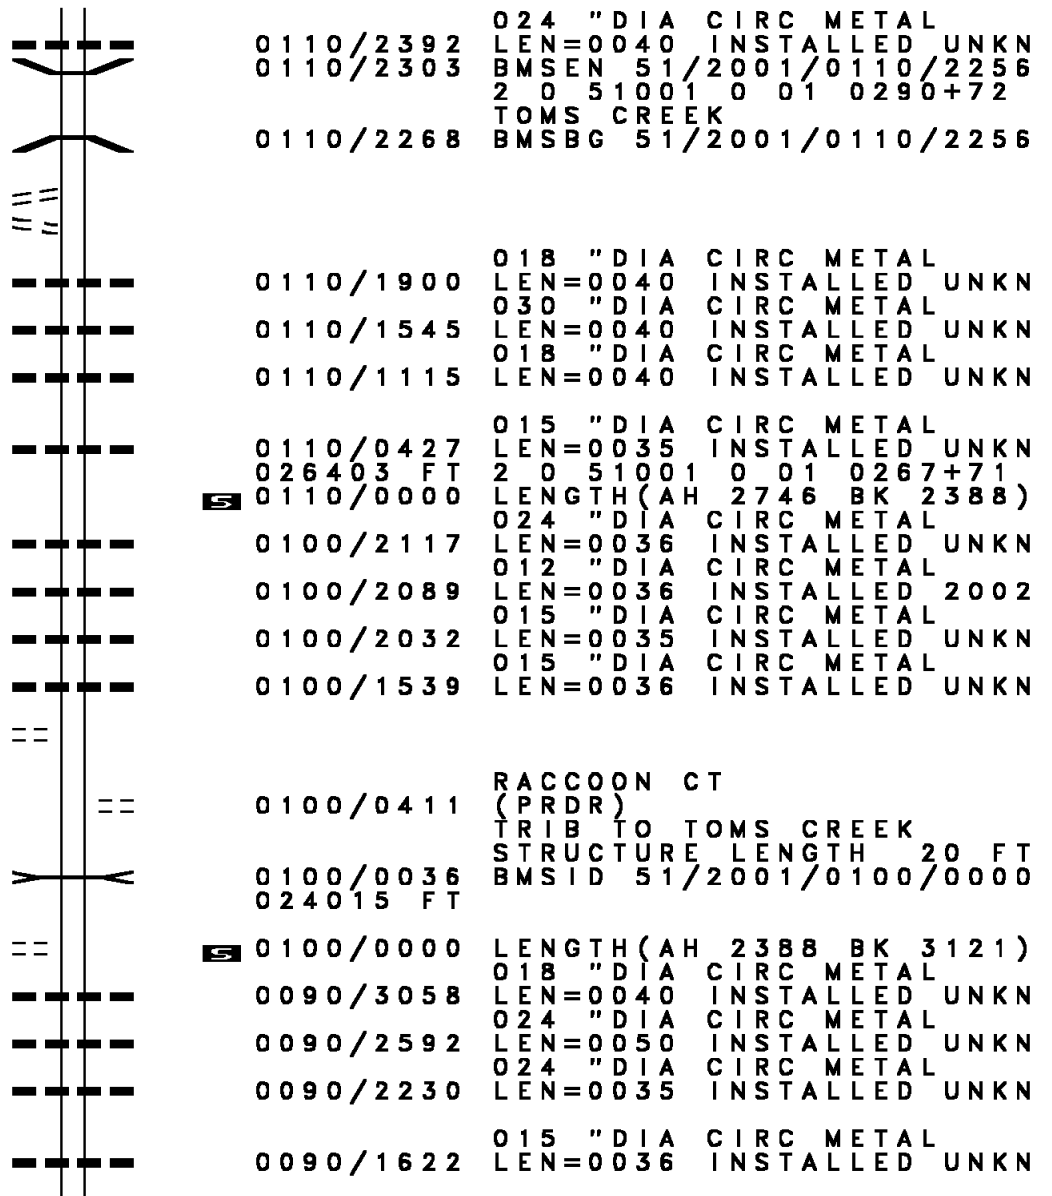 024 "DIA CIRC METAL
0110/2392 LEN=0040 INSTALLED UNKN
0110/2303 BMSEN 51/2001/0110/2256
2 0 51001 0 01 0290+72
TOMS CREEK
0110/2268 BMSBG 51/2001/0110/2256
018 "DIA CIRC METAL
0110/1900 LEN=0040 INSTALLED UNKN
030 "DIA CIRC METAL
0110/1545 LEN=0040 INSTALLED UNKN
018 "DIA CIRC METAL
0110/1115 LEN=0040 INSTALLED UNKN
015 "DIA CIRC METAL
0110/0427 LEN=0035 INSTALLED UNKN
026403 FT 2 0 51001 0 01 0267+71
S 0110/0000 LENGTH(AH 2746 BK 2388)
024 "DIA CIRC METAL
0100/2117 LEN=0036 INSTALLED UNKN
012 "DIA CIRC METAL
0100/2089 LEN=0036 INSTALLED 2002
015 "DIA CIRC METAL
0100/2032 LEN=0035 INSTALLED UNKN
015 "DIA CIRC METAL
0100/1539 LEN=0036 INSTALLED UNKN
RACCOON CT
0100/0411 (PRDR)
TRIB TO TOMS CREEK
STRUCTURE LENGTH 20 FT
0100/0036 BMSID 51/2001/0100/0000
024015 FT
S 0100/0000 LENGTH(AH 2388 BK 3121)
018 "DIA CIRC METAL
0090/3058 LEN=0040 INSTALLED UNKN
024 "DIA CIRC METAL
0090/2592 LEN=0050 INSTALLED UNKN
024 "DIA CIRC METAL
0090/2230 LEN=0035 INSTALLED UNKN
015 "DIA CIRC METAL
0090/1622 LEN=0036 INSTALLED UNKN